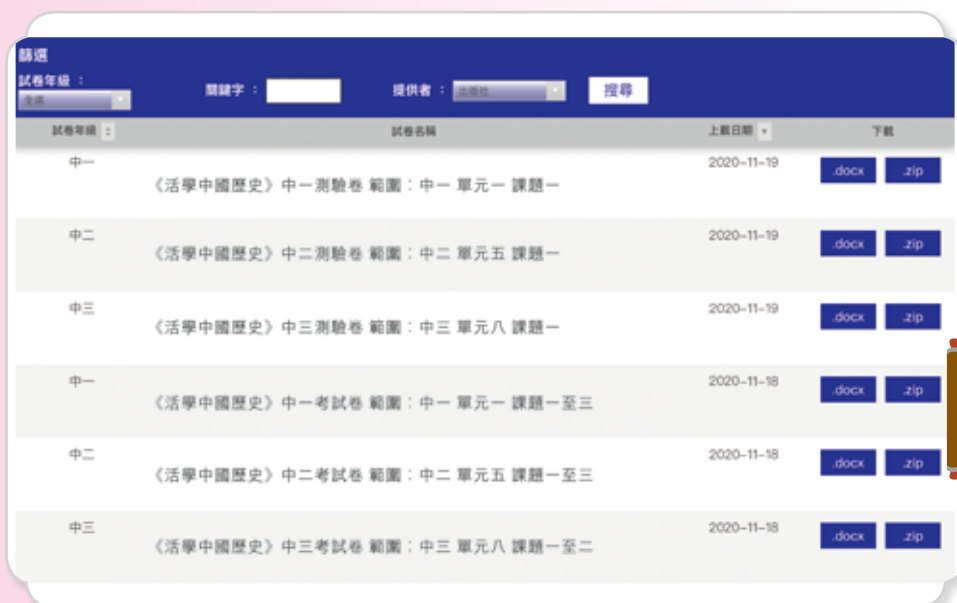 篩選
試卷年級 : 關鍵字 : 提供者 : 出版社 搜尋
全選
試卷年級 試卷名稱 上載日期 下載
中一 2020-11-19 .docx .zip
《活學中國歷史》中一測驗卷 範圍：中一 單元一 課題一
中二 2020-11-19 .docx .zip
《活學中國歷史》中二測驗卷 範圍：中二 單元五 課題一
中三 2020-11-19 .docx .zip
《活學中國歷史》中三測驗卷 範圍：中三 單元八 課題一
中一 2020-11-18 .docx .zip
《活學中國歷史》中一考試卷 範圍：中一 單元一 課題一至三
中二 2020-11-18 .docx .zip
《活學中國歷史》中二考試卷 範圍：中二 單元五 課題一至三
中三 2020-11-18 .docx .zip
《活學中國歷史》中三考試卷 範圍：中三 單元八 課題一至二